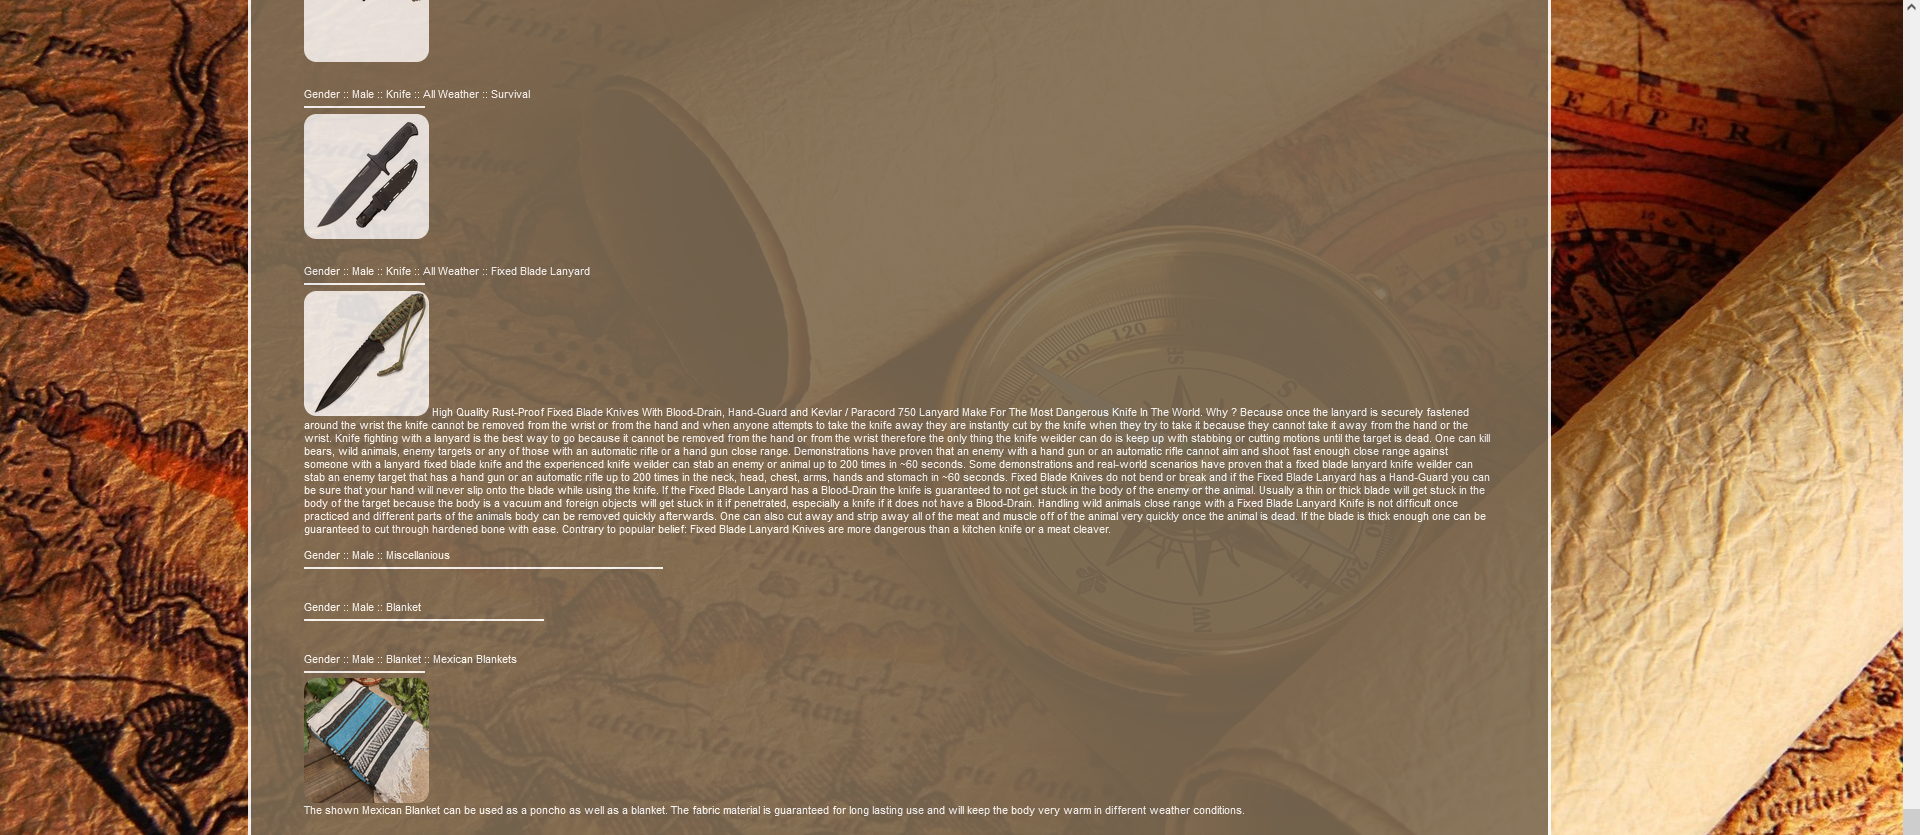 Gender :: Male :: Knife :: All Weather :: Survival
Gender :: Male :: Knife :: All Weather :: Fixed Blade Lanyard
High Quality Rust-Proof Fixed Blade Knives With Blood-Drain, Hand-Guard and Kevlar / Paracord 750 Lanyard Make For The Most Dangerous Knife In The World. Why ? Because once the lanyard is securely fastened
around the wrist the knife cannot be removed from the wrist or from the hand and when anyone attempts to take the knife away they are instantly cut by the knife when they try to take it because they cannot take it away from the hand or the
wrist. Knife fighting with a lanyard is the best way to go because it cannot be removed from the hand or from the wrist therefore the only thing the knife weilder can do is keep up with stabbing or cutting motions until the target is dead. One can kill
bears, wild animals, enemy targets or any of those with an automatic rifle or a hand gun close range. Demonstrations have proven that an enemy with a hand gun or an automatic rifle cannot aim and shoot fast enough close range against
someone with a lanyard fixed blade knife and the experienced knife weilder can stab an enemy or animal up to 200 times in ~60 seconds. Some demonstrations and real-world scenarios have proven that a fixed blade lanyard knife weilder can
stab an enemy target that has a hand gun or an automatic rifle up to 200 times in the neck, head, chest, arms, hands and stomach in ~60 seconds. Fixed Blade Knives do not bend or break and if the Fixed Blade Lanyard has a Hand-Guard you can
be sure that your hand will never slip onto the blade while using the knife. If the Fixed Blade Lanyard has a Blood-Drain the knife is guaranteed to not get stuck in the body of the enemy or the animal. Usually a thin or thick blade will get stuck in the
body of the target because the body is a vacuum and foreign objects will get stuck in it if penetrated, especially a knife if it does not have a Blood-Drain. Handling wild animals close range with a Fixed Blade Lanyard Knife is not difficult once
practiced and different parts of the animals body can be removed quickly afterwards. One can also cut away and strip away all of the meat and muscle off of the animal very quickly once the animal is dead. If the blade is thick enough one can be
guaranteed to cut through hardened bone with ease. Contrary to popular belief: Fixed Blade Lanyard Knives are more dangerous than a kitchen knife or a meat cleaver.
Gender :: Male :: Miscellanious
Gender :: Male :: Blanket
Gender :: Male :: Blanket :: Mexican Blankets
The shown Mexican Blanket can be used as a poncho as well as a blanket. The fabric material is guaranteed for long lasting use and will keep the body very warm in different weather conditions.
TEMPERAT
80
100
120
SE
S
NW
260